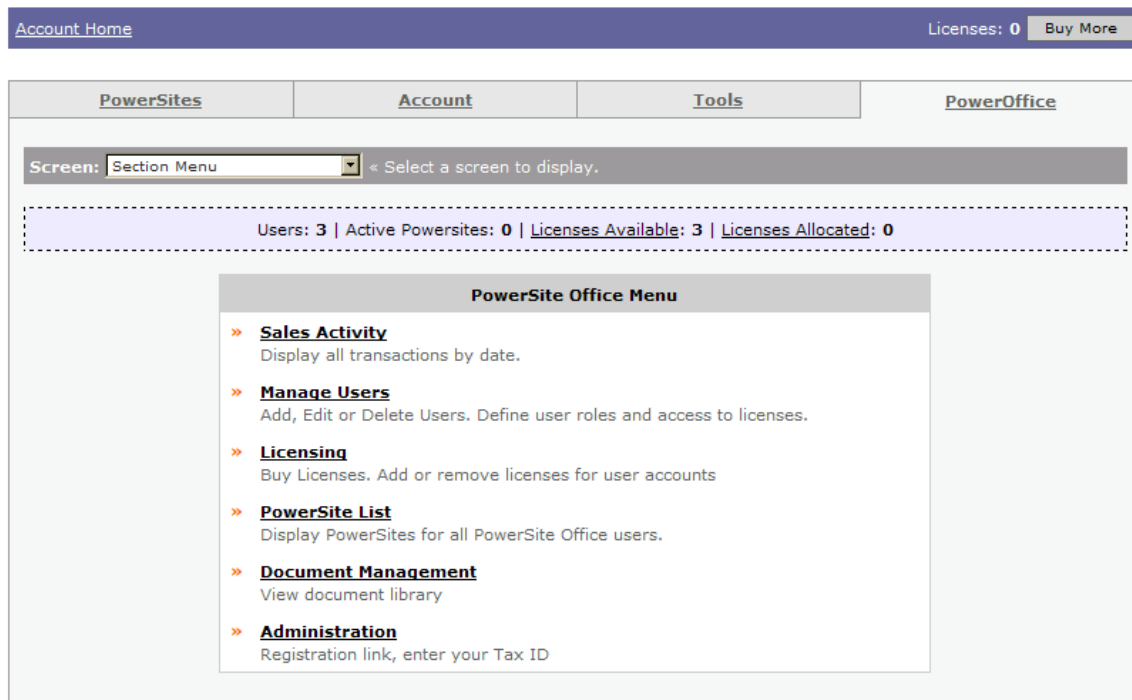 Account Home Licenses: 0 Buy More
PowerSites Account Tools PowerOffice
Screen: Section Menu « Select a screen to display.
Users: 3 | Active Powersites: 0 | Licenses Available: 3 | Licenses Allocated: 0
PowerSite Office Menu
» Sales Activity
Display all transactions by date.
» Manage Users
Add, Edit or Delete Users. Define user roles and access to licenses.
» Licensing
Buy Licenses. Add or remove licenses for user accounts
» PowerSite List
Display PowerSites for all PowerSite Office users.
» Document Management
View document library
» Administration
Registration link, enter your Tax ID